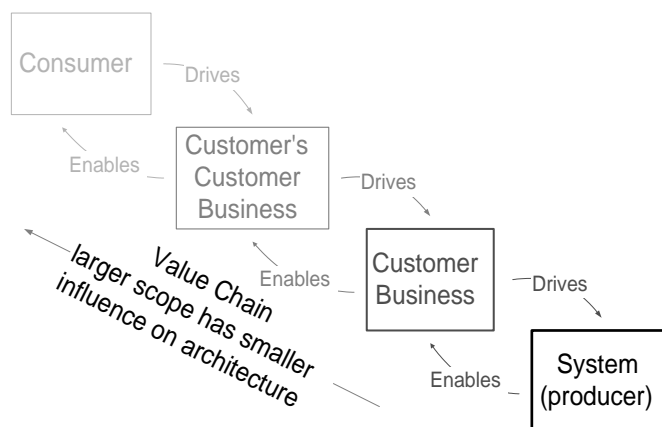 Consumer
Drives
Enables
Customer's
Customer
Business
Drives
Enables
Customer
Business
Drives
Enables
System
(producer)
Value Chain
larger scope has smaller
influence on architecture